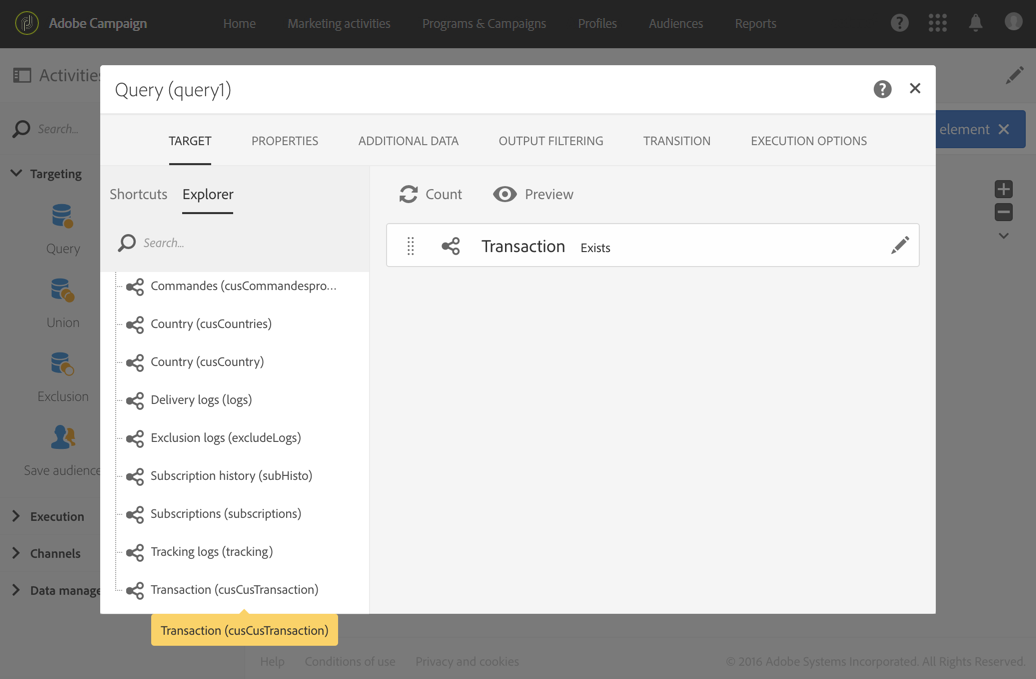 Adobe Campaign
Home
Marketing activities
Programs & Campaigns
Profiles
Audiences
Reports
?
Activities
Search...
element
Targeting
Query
Union
Exclusion
Save audience
Execution
Channels
Data manage
Query (query1)
?
TARGET
PROPERTIES
ADDITIONAL DATA
OUTPUT FILTERING
TRANSITION
EXECUTION OPTIONS
Shortcuts
Explorer
Search...
Commandes (cusCommandespro...
Country (cusCountries)
Country (cusCountry)
Delivery logs (logs)
Exclusion logs (excludeLogs)
Subscription history (subHisto)
Subscriptions (subscriptions)
Tracking logs (tracking)
Transaction (cusCusTransaction)
Transaction (cusCusTransaction)
Count
Preview
Transaction Exists
Help
Conditions of use
Privacy and cookies
© 2016 Adobe Systems Incorporated. All Rights Reserved.